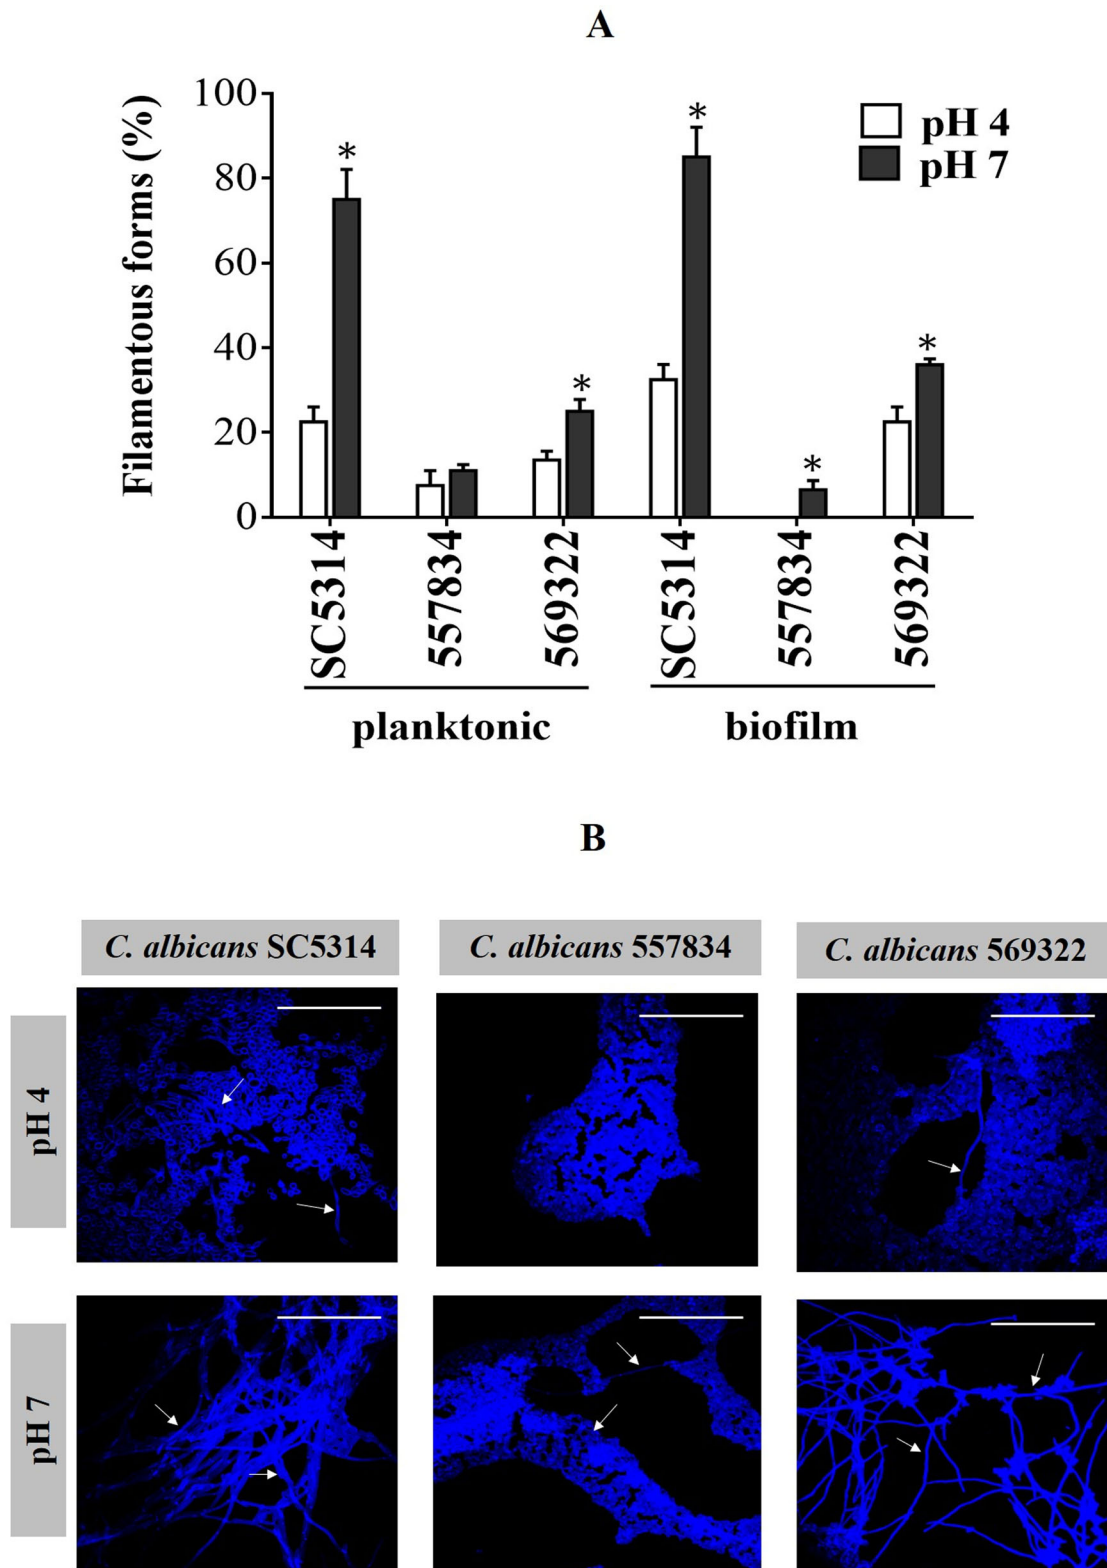 A
Filamentous forms (%)
100
80
60
40
20
0
*
*
*
*
*
pH 4
pH 7
SC5314
557834
569322
SC5314
557834
569322
planktonic
biofilm
B
C. albicans SC5314
C. albicans 557834
C. albicans 569322
pH 4
pH 7